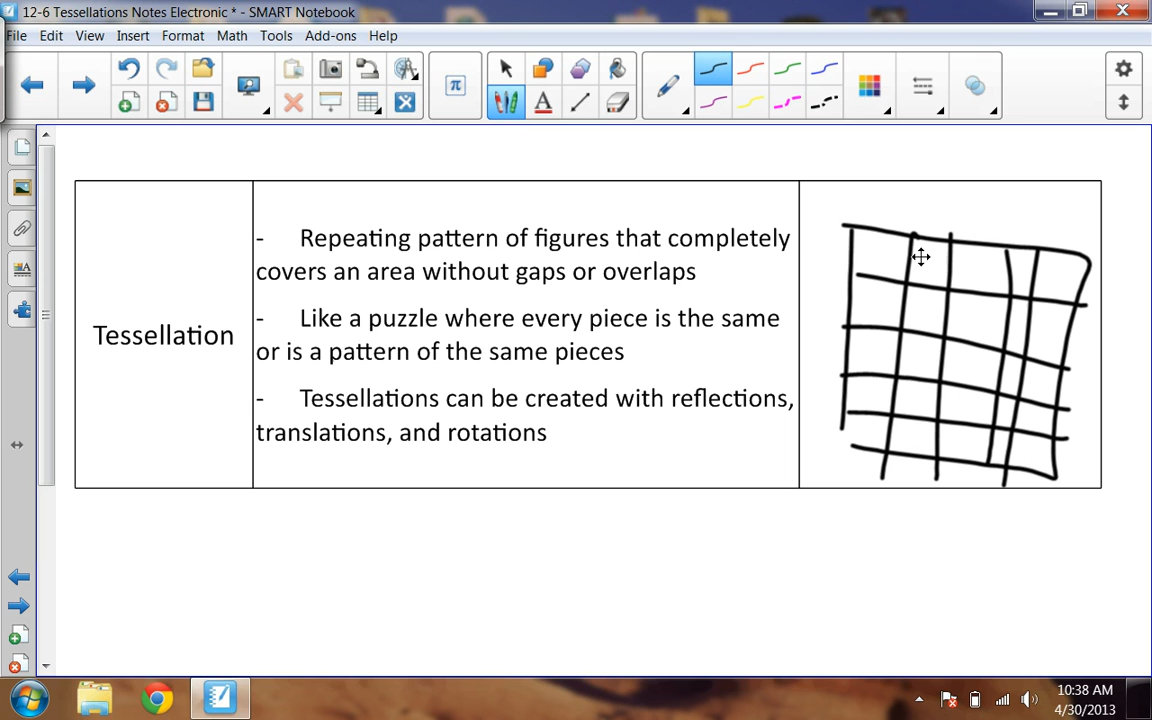 12-6 Tessellations Notes Electronic * - SMART Notebook
File Edit View Insert Format Math Tools Add-ons Help
π
A
Tessellation
- Repeating pattern of figures that completely
covers an area without gaps or overlaps
- Like a puzzle where every piece is the same
or is a pattern of the same pieces
- Tessellations can be created with reflections,
translations, and rotations
10:38 AM
4/30/2013